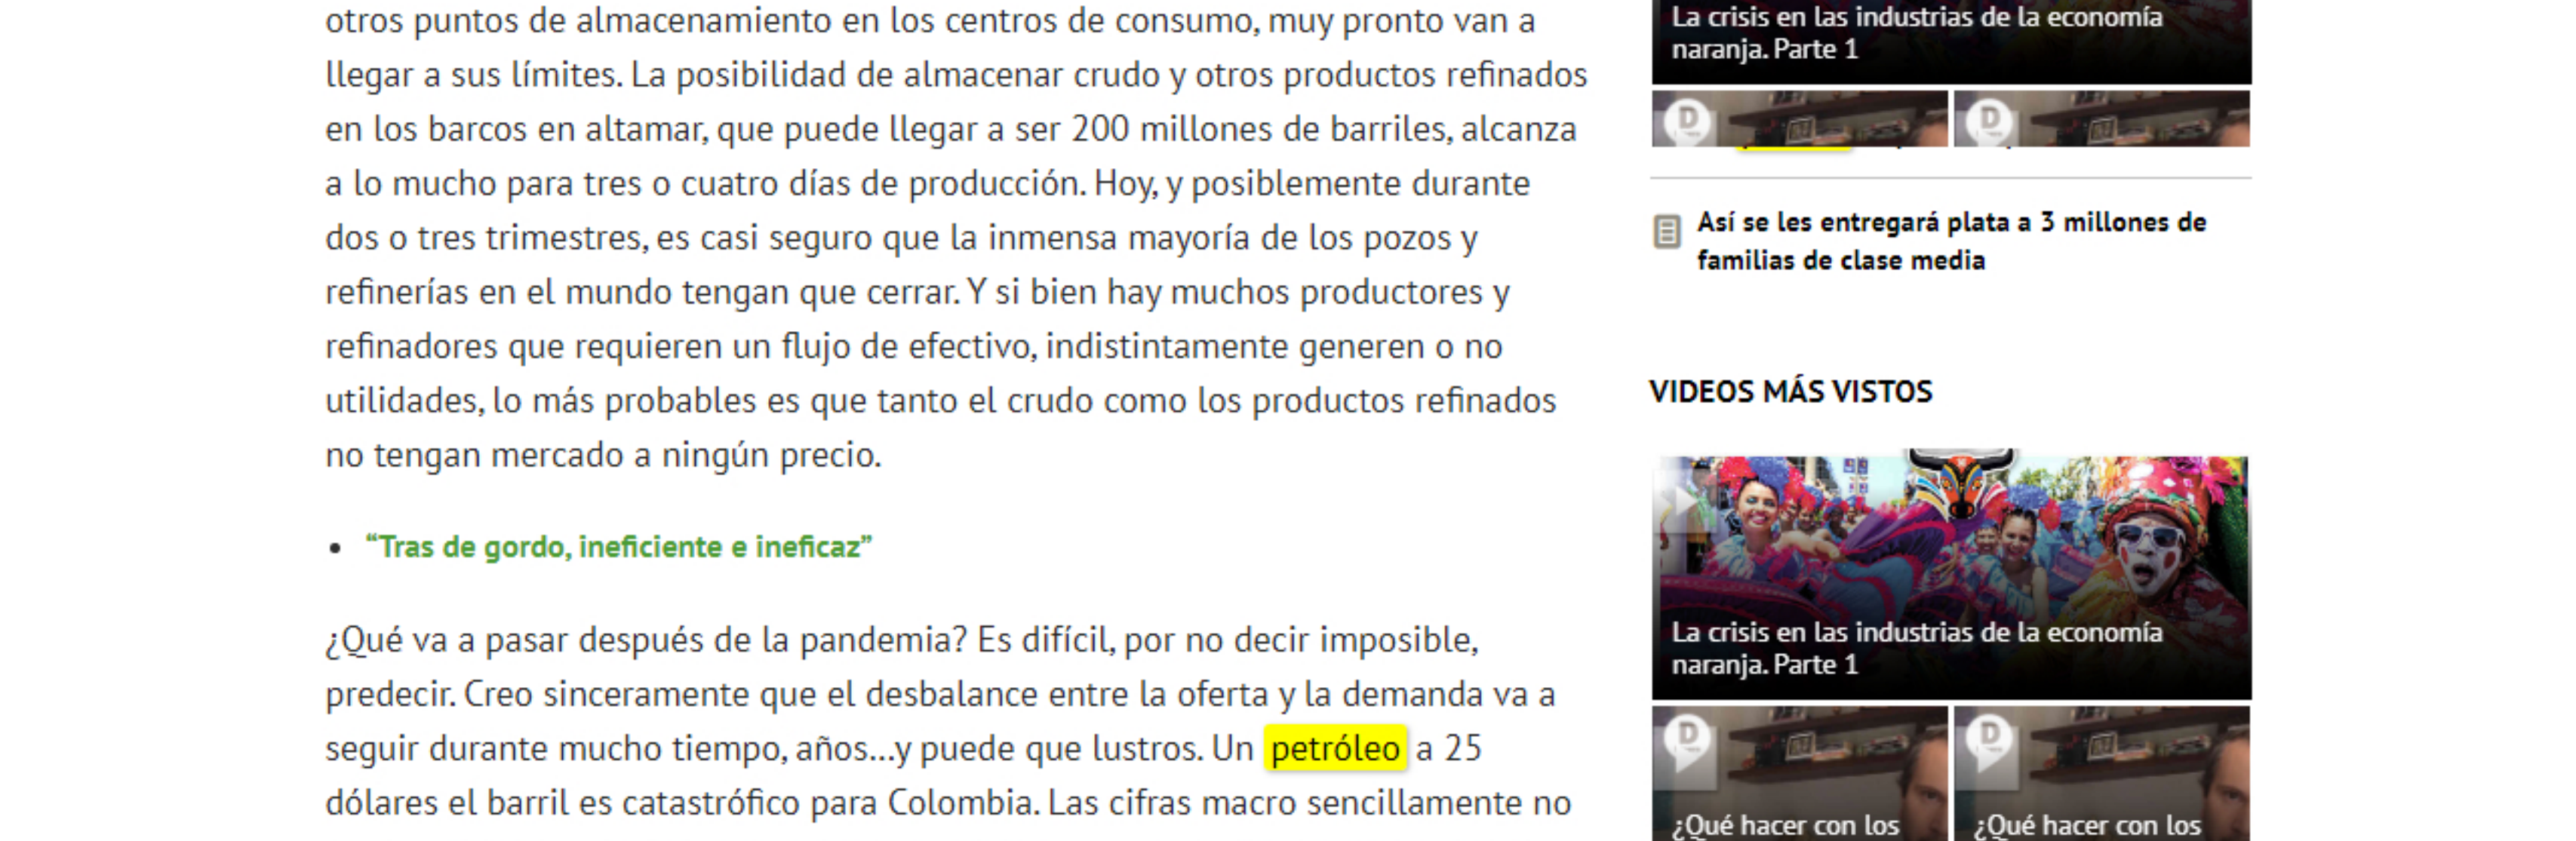 otros puntos de almacenamiento en los centros de consumo, muy pronto van a
llegar a sus límites. La posibilidad de almacenar crudo y otros productos refinados
en los barcos en altamar, que puede llegar a ser 200 millones de barriles, alcanza
a lo mucho para tres o cuatro días de producción. Hoy, y posiblemente durante
dos o tres trimestres, es casi seguro que la inmensa mayoría de los pozos y
refinerías en el mundo tengan que cerrar. Y si bien hay muchos productores y
refinadores que requieren un flujo de efectivo, indistintamente generen o no
utilidades, lo más probables es que tanto el crudo como los productos refinados
no tengan mercado a ningún precio.
• “Tras de gordo, ineficiente e ineficaz”
¿Qué va a pasar después de la pandemia? Es difícil, por no decir imposible,
predecir. Creo sinceramente que el desbalance entre la oferta y la demanda va a
seguir durante mucho tiempo, años...y puede que lustros. Un petróleo a 25
dólares el barril es catastrófico para Colombia. Las cifras macro sencillamente no
La crisis en las industrias de la economía
naranja. Parte 1
D
D
Así se les entregará plata a 3 millones de
familias de clase media
VIDEOS MÁS VISTOS
La crisis en las industrias de la economía
naranja. Parte 1
D
D
¿Qué hacer con los
¿Qué hacer con los